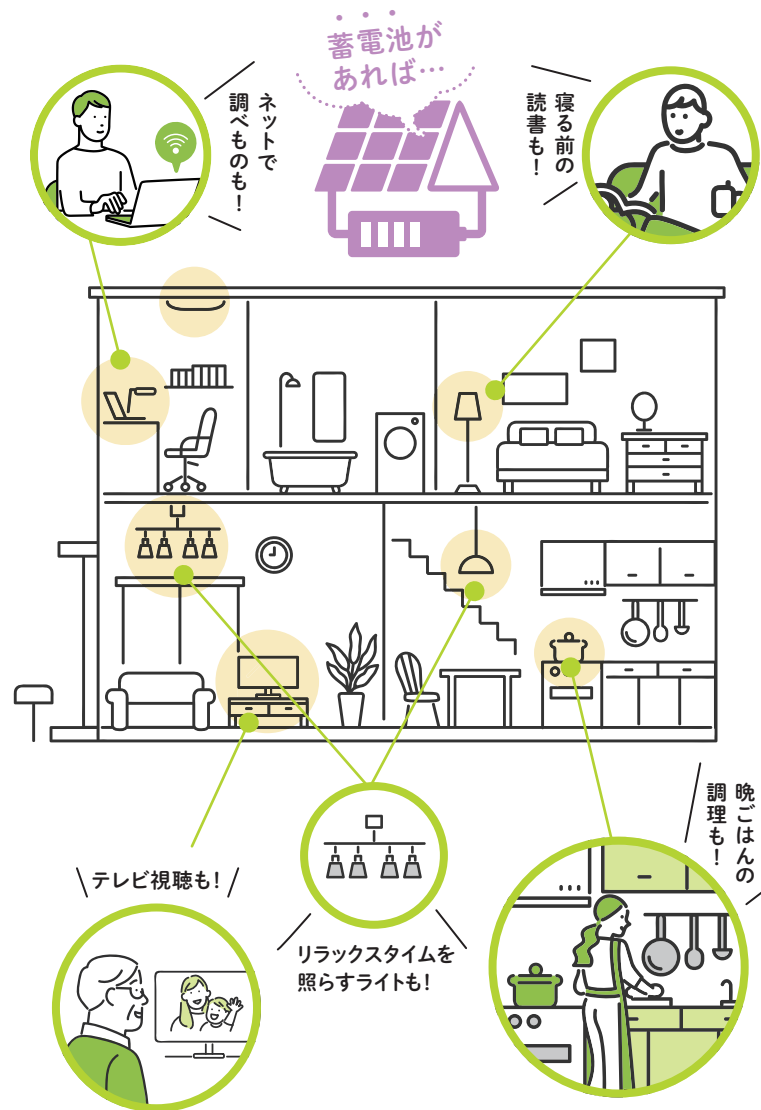 蓄電池が
あれば…
ネットで
調べものも！
寝る前の
読書も！
晩ごはんの
調理も！
テレビ視聴も！
リラックスタイムを
照らすライトも！